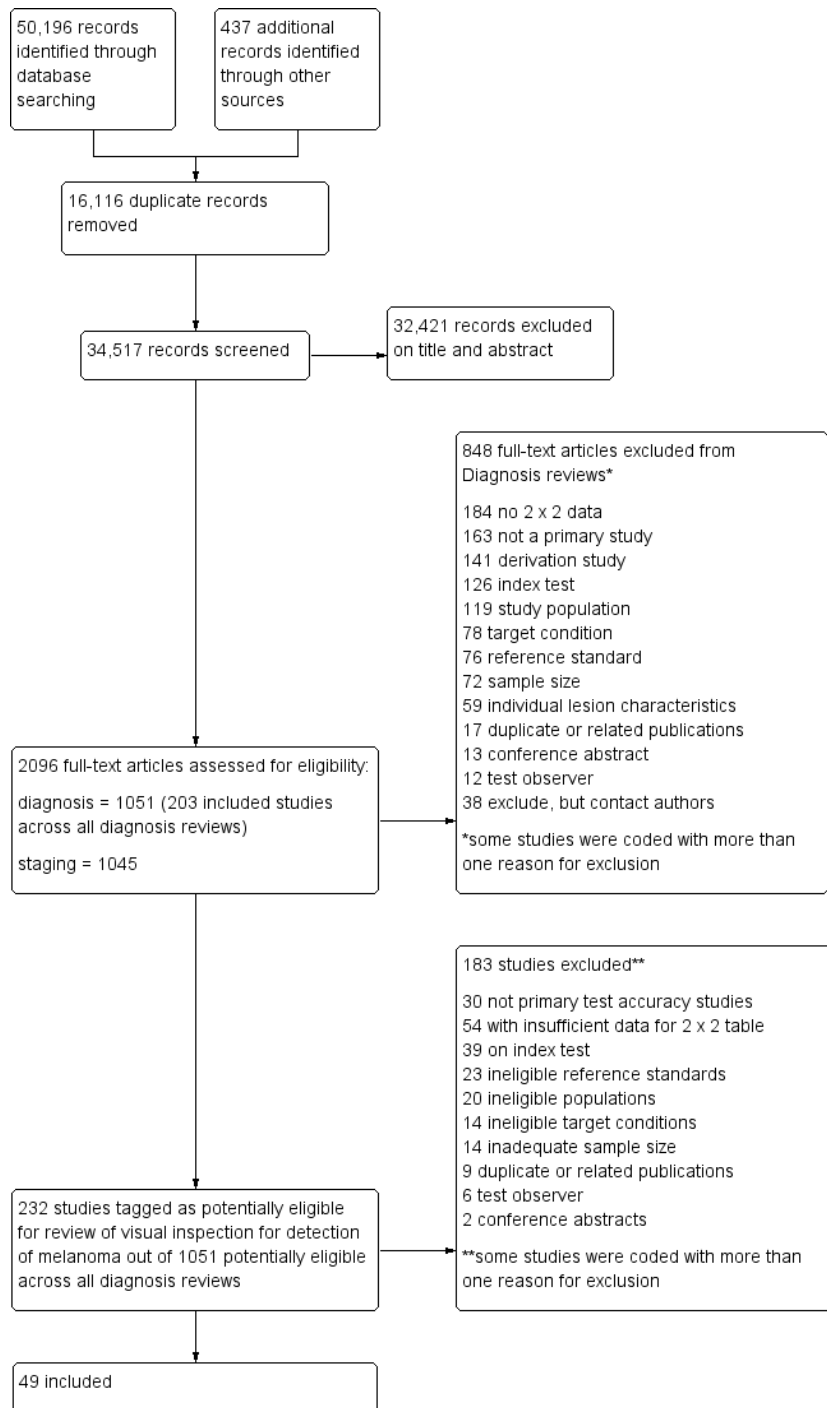 50,196 records
identified through
database
searching
437 additional
records identified
through other
sources
16,116 duplicate records
removed
34,517 records screened
32,421 records excluded
on title and abstract
848 full-text articles excluded from
Diagnosis reviews*
184 no 2 x 2 data
163 not a primary study
141 derivation study
126 index test
119 study population
78 target condition
76 reference standard
72 sample size
59 individual lesion characteristics
17 duplicate or related publications
13 conference abstract
12 test observer
38 exclude, but contact authors
*some studies were coded with more than
one reason for exclusion
2096 full-text articles assessed for eligibility:
diagnosis = 1051 (203 included studies
across all diagnosis reviews)
staging = 1045
183 studies excluded**
30 not primary test accuracy studies
54 with insufficient data for 2 x 2 table
39 on index test
23 ineligible reference standards
20 ineligible populations
14 ineligible target conditions
14 inadequate sample size
9 duplicate or related publications
6 test observer
2 conference abstracts
**some studies were coded with more than
one reason for exclusion
232 studies tagged as potentially eligible
for review of visual inspection for detection
of melanoma out of 1051 potentially eligible
across all diagnosis reviews
49 included